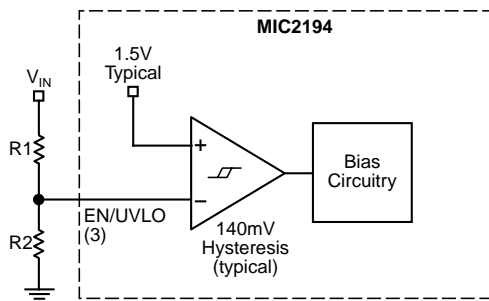 MIC2194
1.5V
Typical
VIN
R1
+
−
Bias
Circuitry
EN/UVLO
(3)
140mV
Hysteresis
(typical)
R2